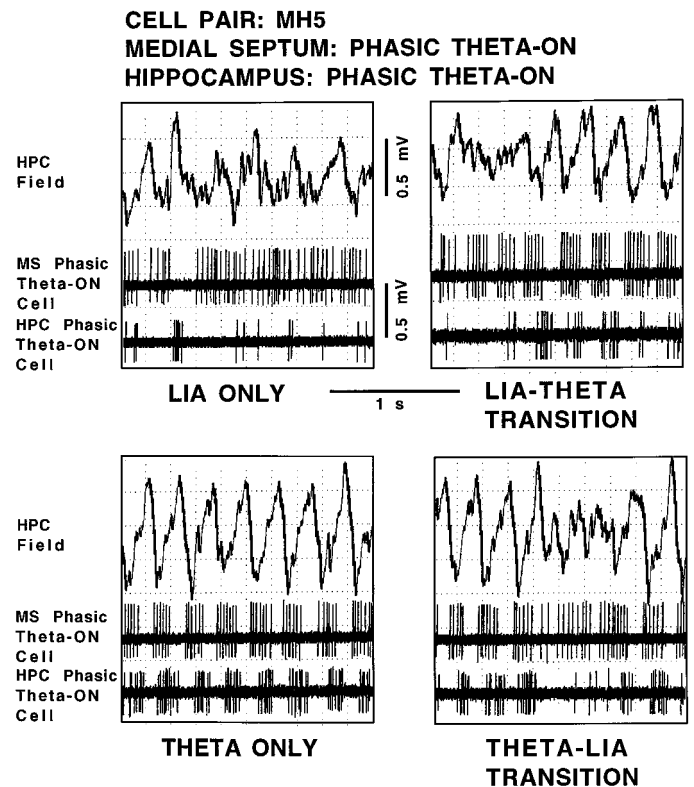 CELL PAIR: MH5
MEDIAL SEPTUM: PHASIC THETA-ON
HIPPOCAMPUS: PHASIC THETA-ON
HPC
Field
0.5 mV
MS Phasic
Theta-ON
Cell
0.5 mV
HPC Phasic
Theta-ON
Cell
LIA ONLY
1 s
LIA-THETA
TRANSITION
HPC
Field
MS Phasic
Theta-ON
Cell
HPC Phasic
Theta-ON
Cell
THETA ONLY
THETA-LIA
TRANSITION